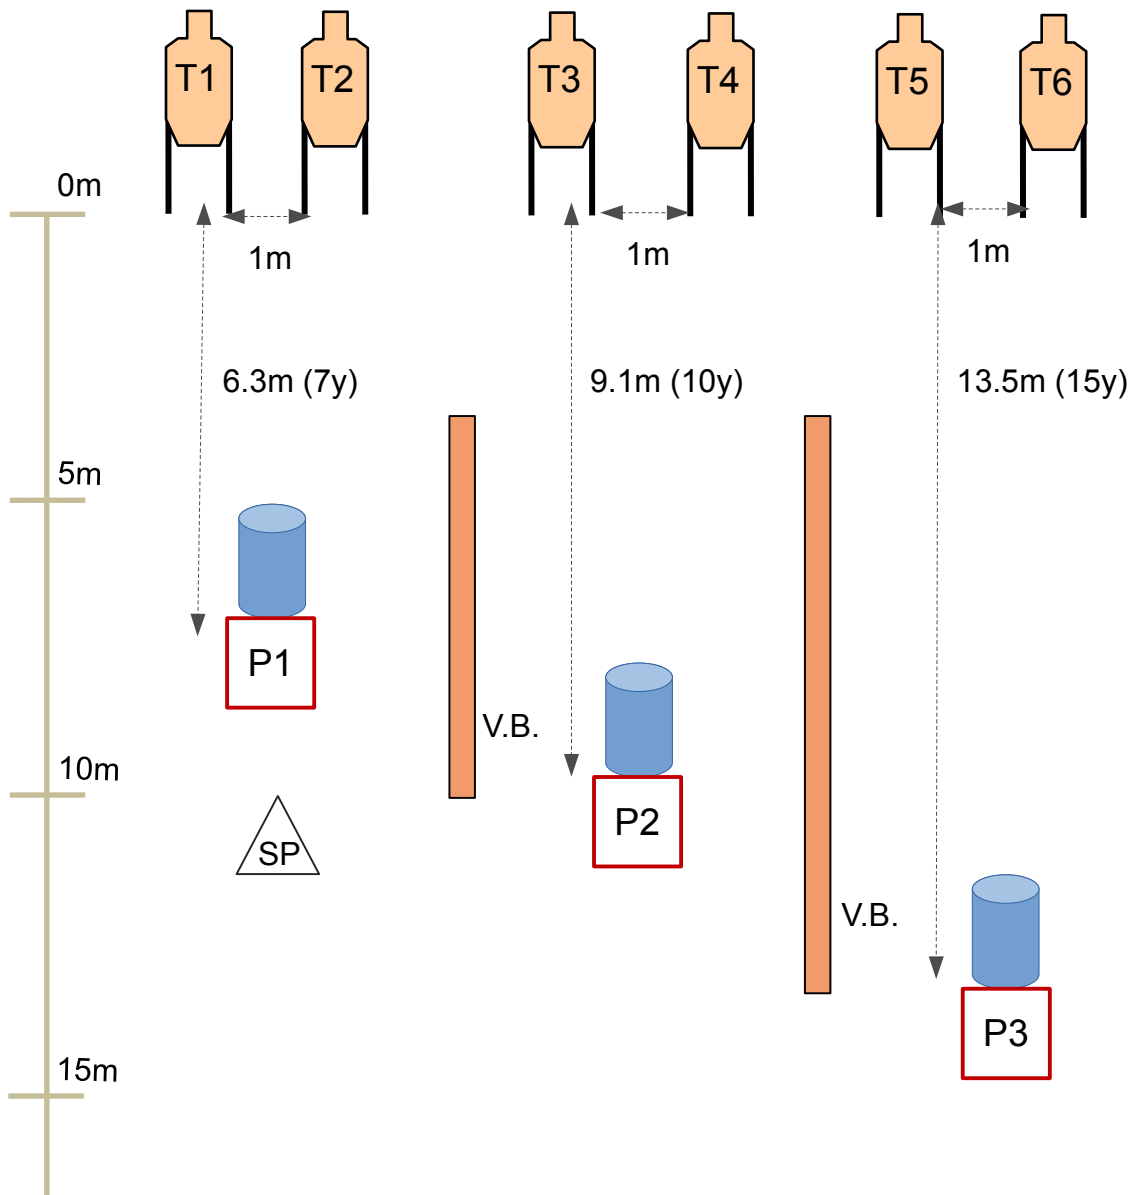 T1
T2
T3
T4
T5
T6
0m
1m
1m
1m
6.3m (7y)
9.1m (10y)
13.5m (15y)
5m
P1
V.B.
10m
P2
SP
V.B.
P3
15m